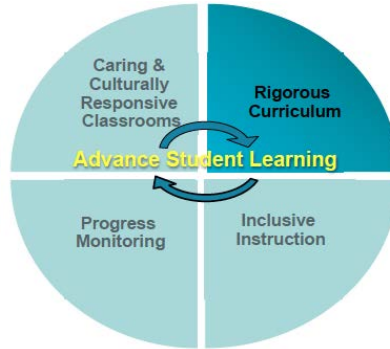 Caring &
Culturally
Responsive
Classrooms
Rigorous
Curriculum
Advance Student Learning
Progress
Monitoring
Inclusive
Instruction